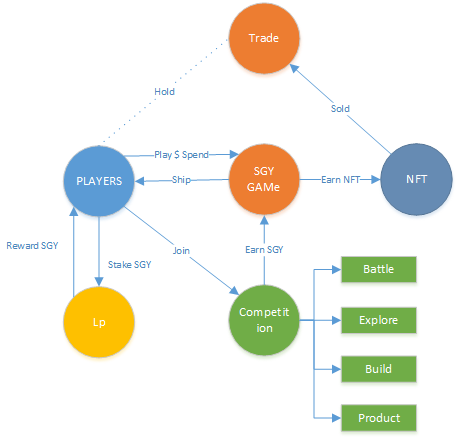 Trade
Hold
Sold
Play $ Spend
PLAYERS
Ship
SGY
GAMe
Earn NFT
NFT
Reward SGY
Stake SGY
Join
Earn SGY
Lp
Competit
ion
Battle
Explore
Build
Product